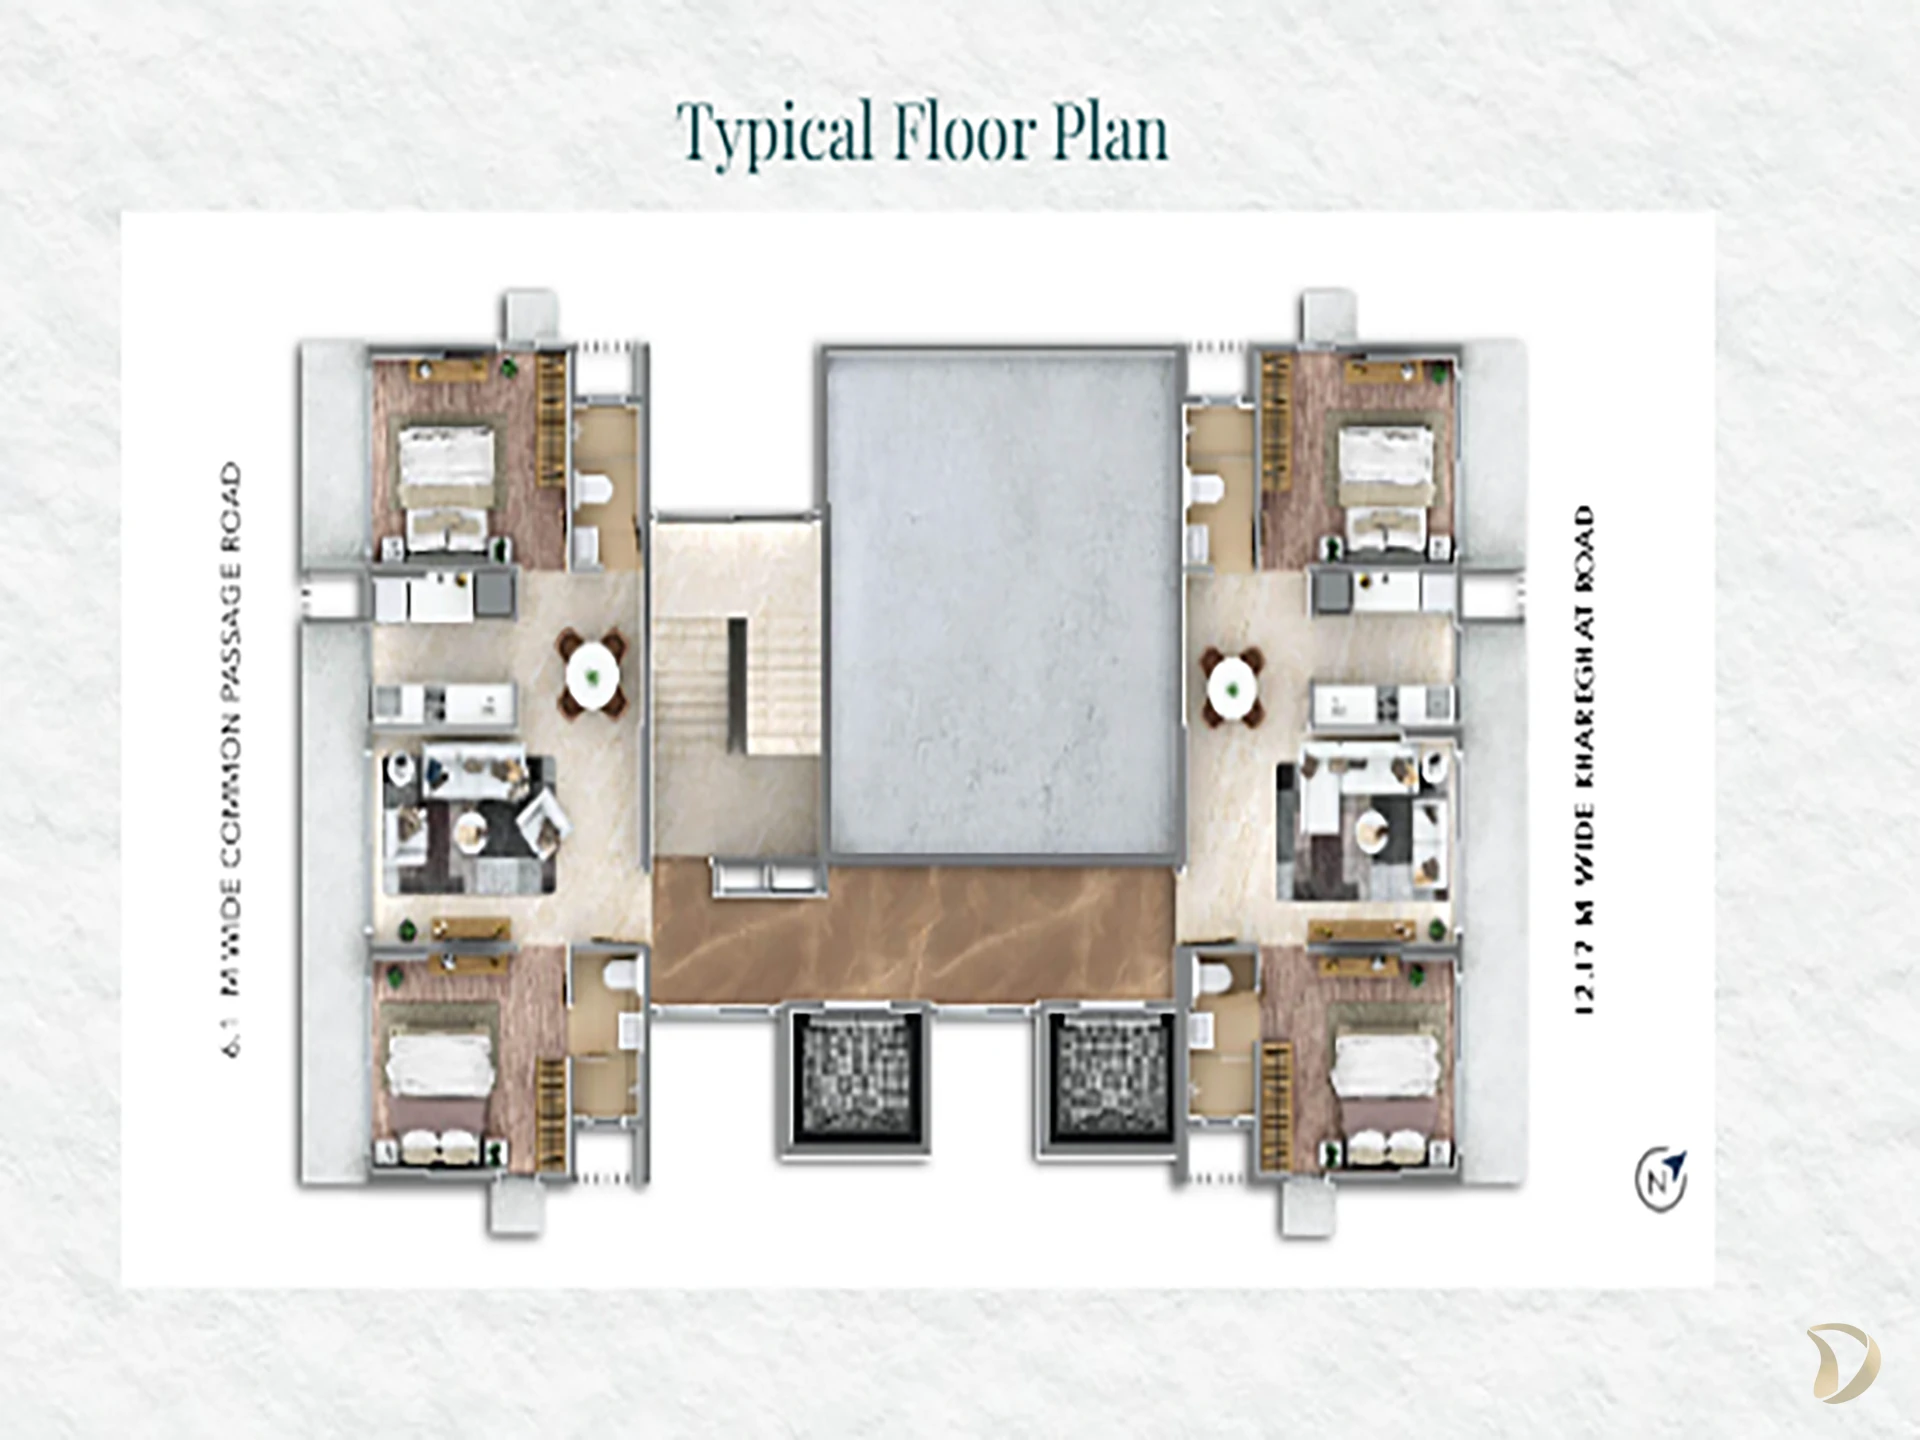 Typical Floor Plan
6.1 M WIDE COMMON PASSAGE ROAD
12.17 M WIDE KHAREGHAT ROAD
N